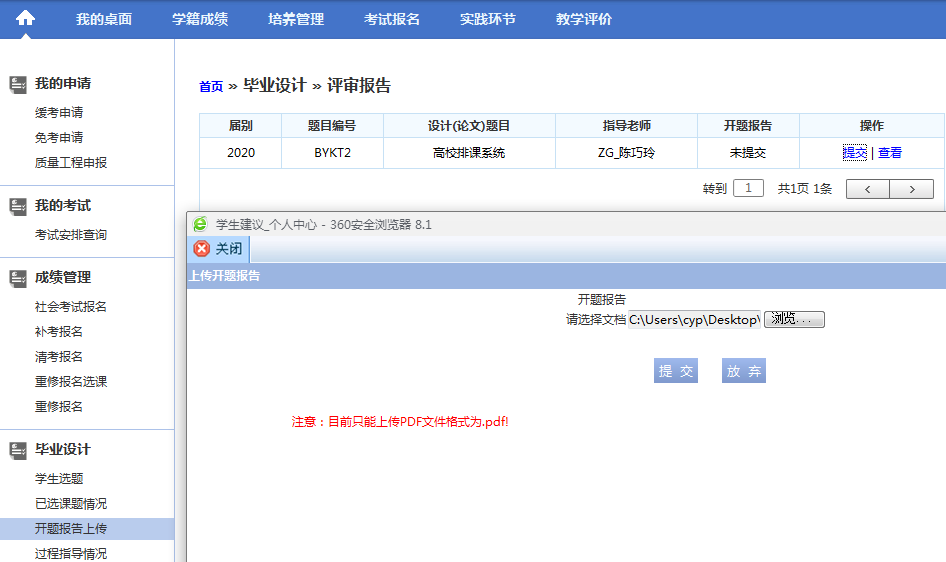 我的桌面 学籍成绩 培养管理 考试报名 实践环节 教学评价
我的申请
缓考申请
免考申请
质量工程申报
我的考试
考试安排查询
成绩管理
社会考试报名
补考报名
清考报名
重修报名选课
重修报名
毕业设计
学生选题
已选课题情况
开题报告上传
过程指导情况
首页 » 毕业设计 » 评审报告
届别 题目编号 设计(论文)题目 指导老师 开题报告 操作
2020 BYKT2 高校排课系统 ZG_陈巧玲 未提交 提交 | 查看
转到 1 共1页 1条 < >
学生建议_个人中心 - 360安全浏览器 8.1
关闭
上传开题报告
开题报告
请选择文档 C:\Users\cyp\Desktop\ 浏览...
提 交 放 弃
注意：目前只能上传PDF文件格式为.pdf!